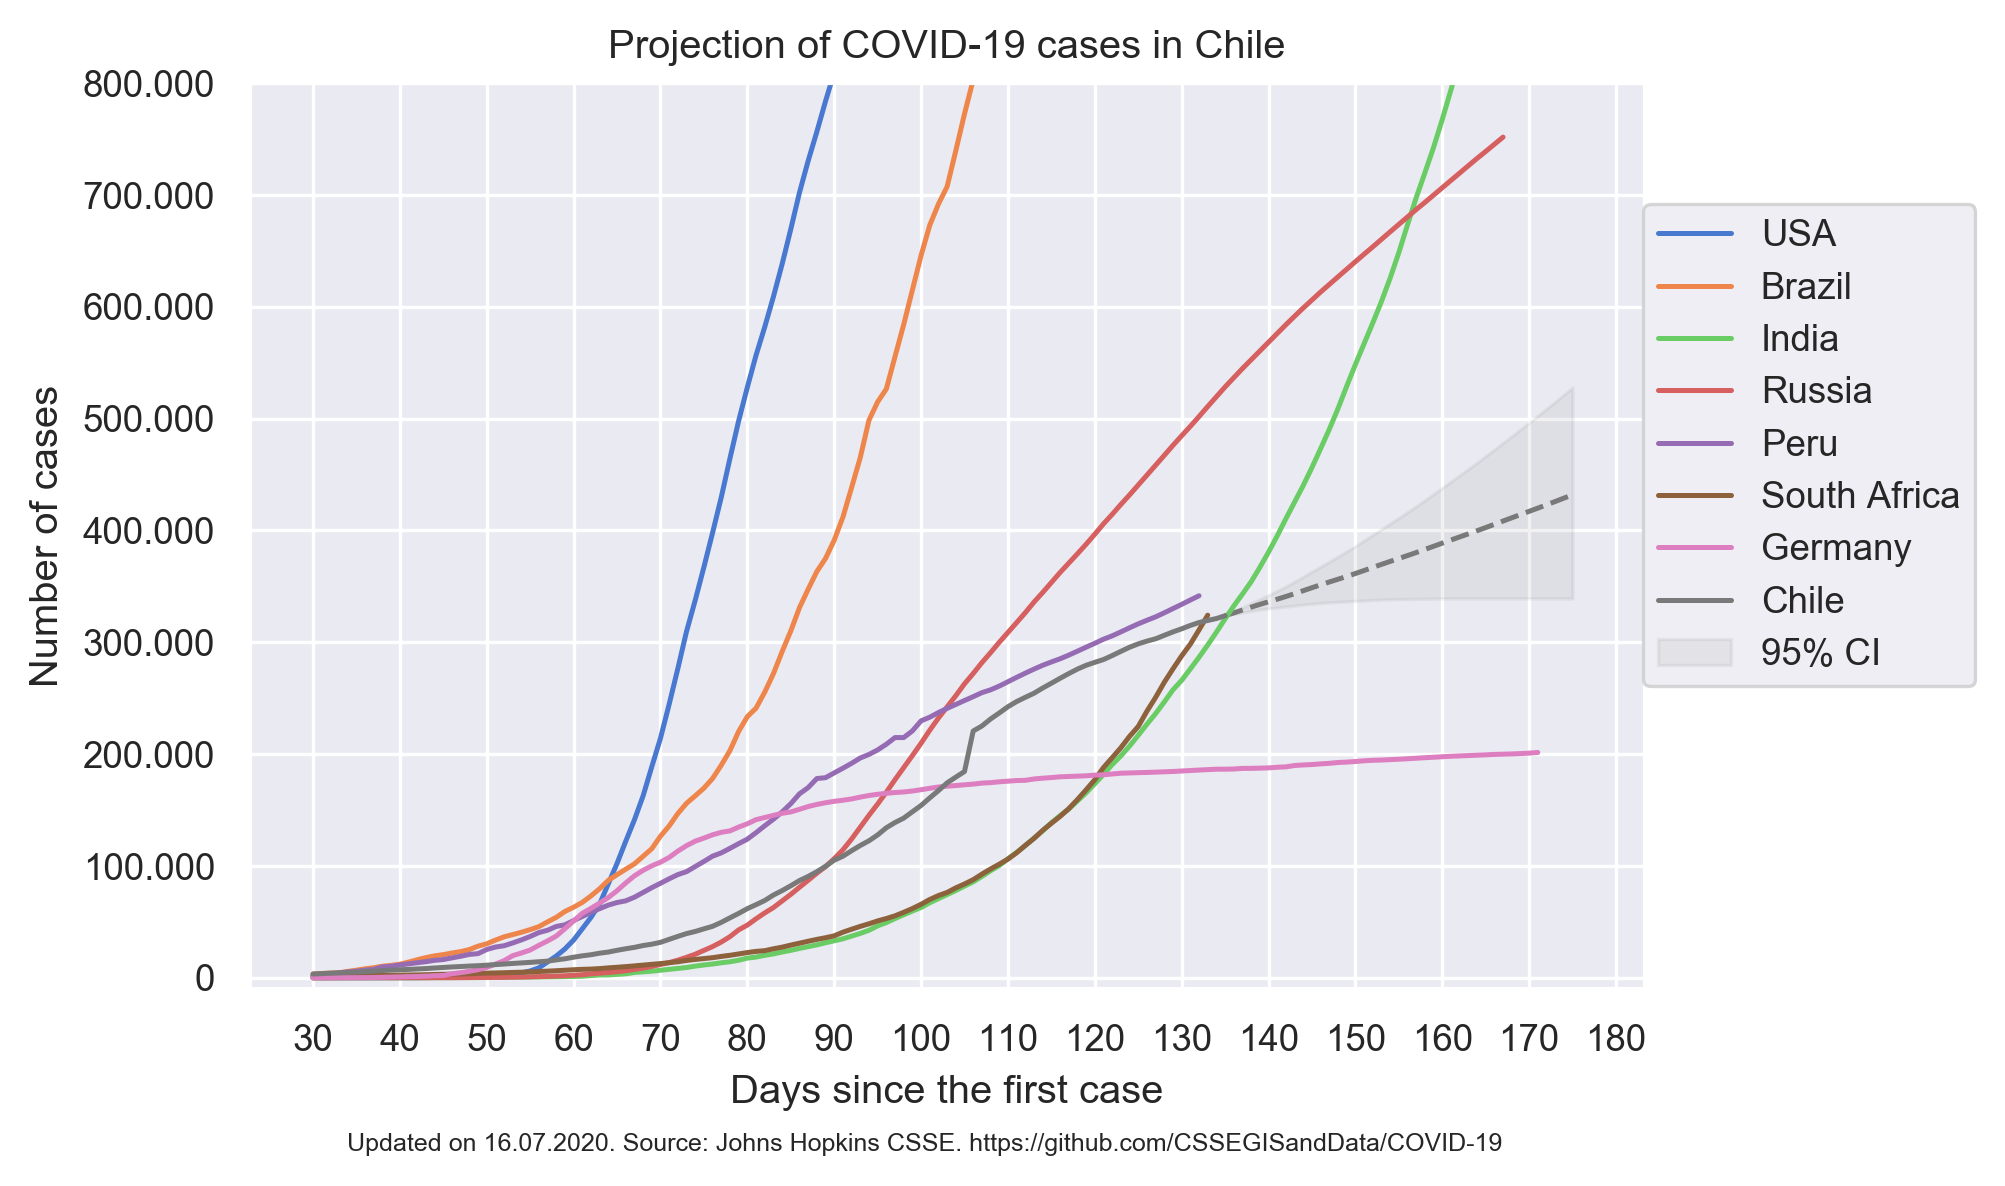 Projection of COVID-19 cases in Chile
800.000
700.000
600.000
500.000
400.000
300.000
200.000
100.000
0
Number of cases
30 40 50 60 70 80 90 100 110 120 130 140 150 160 170 180
Days since the first case
USA
Brazil
India
Russia
Peru
South Africa
Germany
Chile
95% CI
Updated on 16.07.2020. Source: Johns Hopkins CSSE. https://github.com/CSSEGISandData/COVID-19